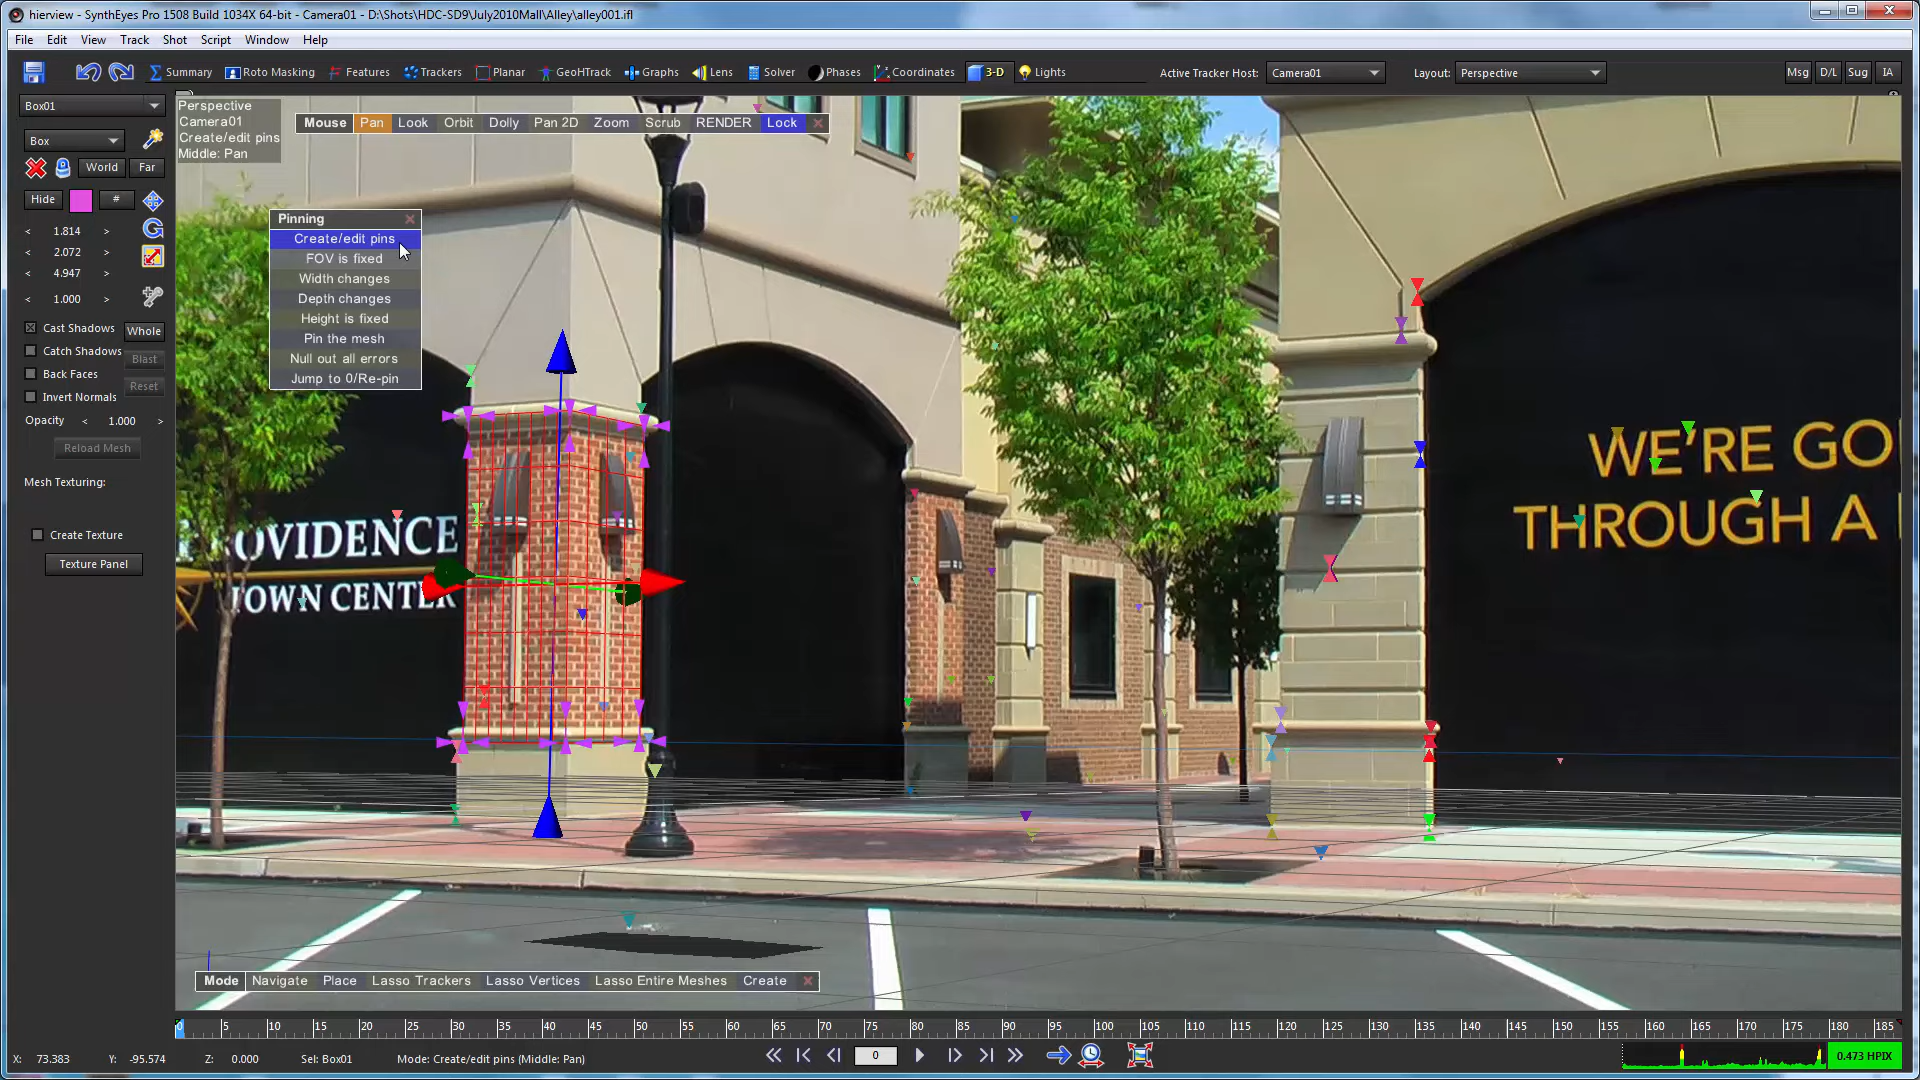 hierview - SynthEyes Pro 1508 Build 1034X 64-bit - Camera01 - D:\Shots\HDC-SD9\July2010Mall\Alley\alley001.ifl
File Edit View Track Shot Script Window Help
Summary Roto Masking Features Trackers Planar GeoHTrack Graphs Lens Solver Phases Coordinates 3-D Lights Active Tracker Host: Camera01 Layout: Perspective Msg D/L Sug IA
Box01
Box
World Far
Hide #
< 1.814 >
< 2.072 >
< 4.947 >
< 1.000 >
Cast Shadows Whole
Catch Shadows Blast
Back Faces Reset
Invert Normals
Opacity < 1.000 >
Reload Mesh
Mesh Texturing:
Create Texture
Texture Panel
Perspective
Camera01
Create/edit pins
Middle: Pan
Mouse Pan Look Orbit Dolly Pan 2D Zoom Scrub RENDER Lock
Pinning
Create/edit pins
FOV is fixed
Width changes
Depth changes
Height is fixed
Pin the mesh
Null out all errors
Jump to 0/Re-pin
PROVIDENCE
TOWN CENTER
WE'RE GO
THROUGH A
Mode Navigate Place Lasso Trackers Lasso Vertices Lasso Entire Meshes Create
0 5 10 15 20 25 30 35 40 45 50 55 60 65 70 75 80 85 90 95 100 105 110 115 120 125 130 135 140 145 150 155 160 165 170 175 180 185
X: 73.383 Y: -95.574 Z: 0.000 Sel: Box01 Mode: Create/edit pins (Middle: Pan) 0 0.473 HPIX